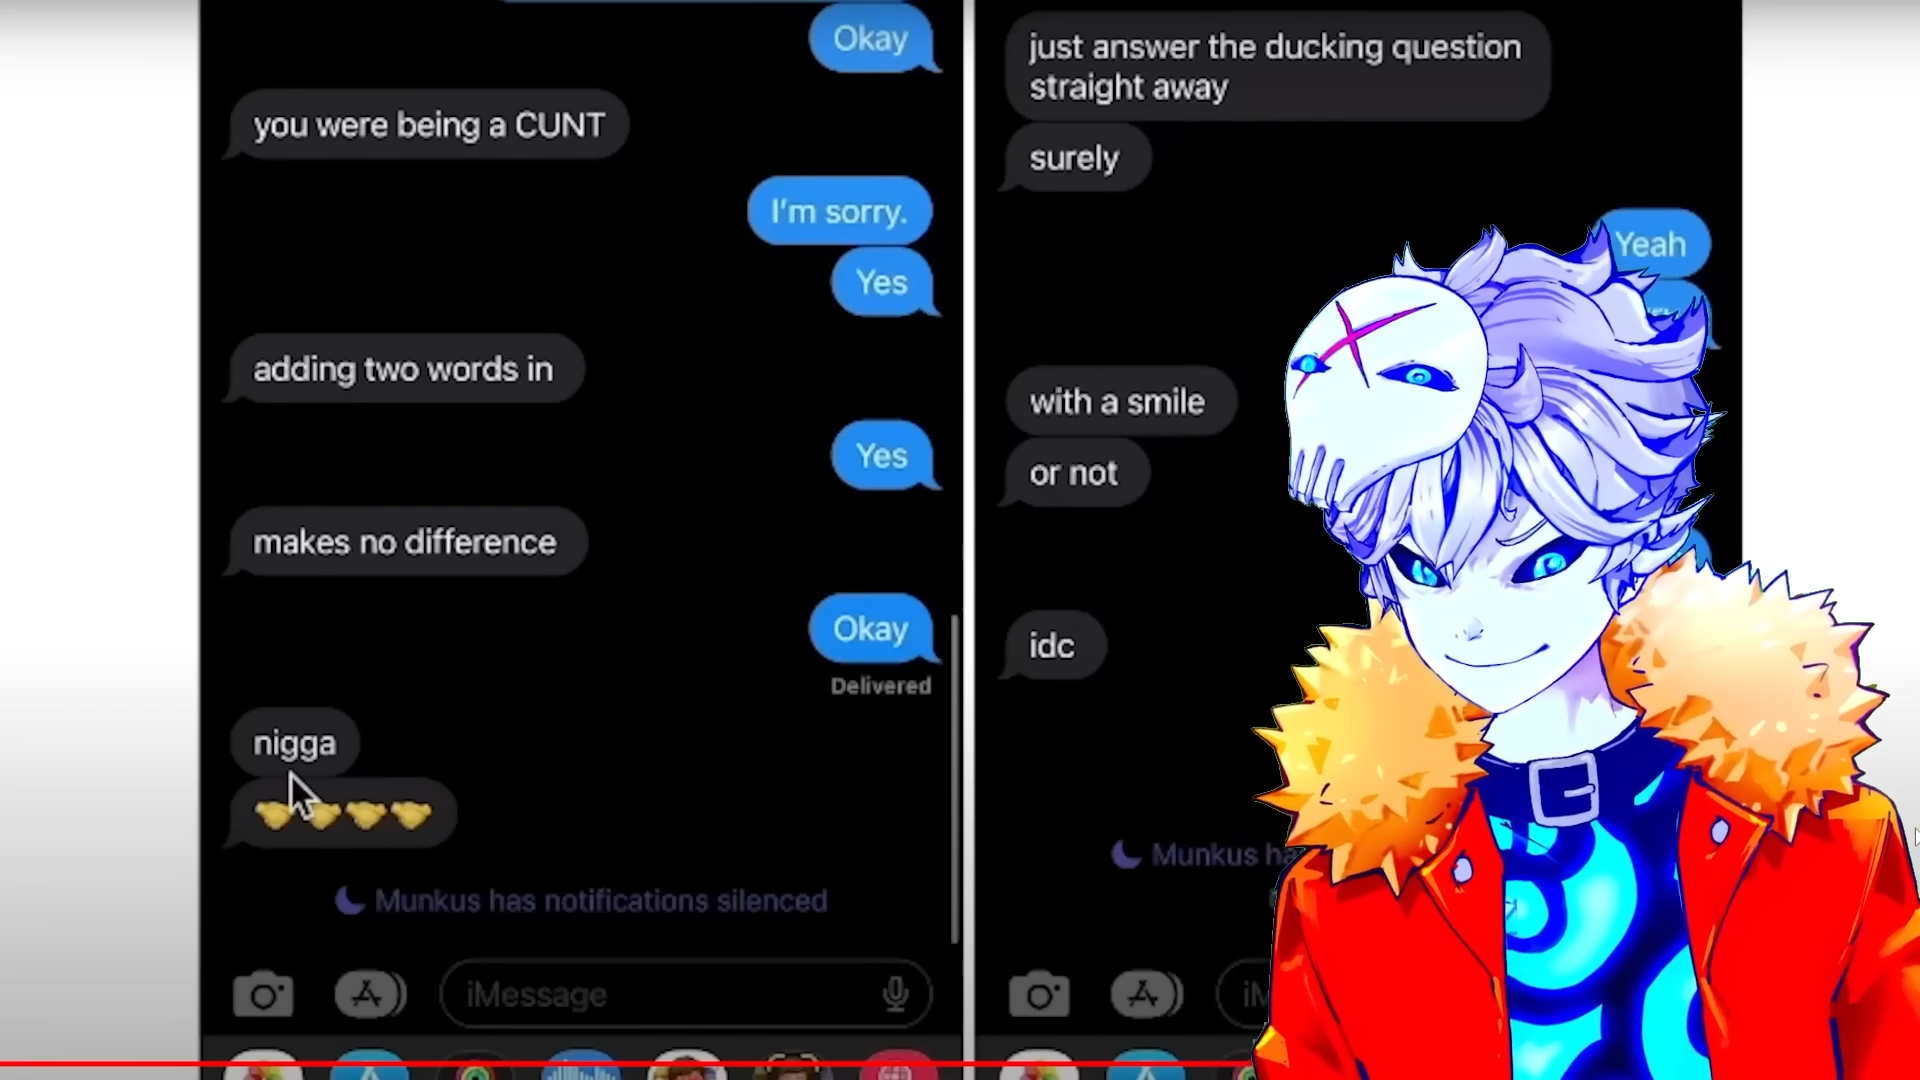 Okay
you were being a CUNT
I'm sorry.
Yes
adding two words in
Yes
makes no difference
Okay
Delivered
nigga
Munkus has notifications silenced
iMessage
just answer the ducking question
straight away
surely
Yeah
with a smile
or not
idc
Munkus